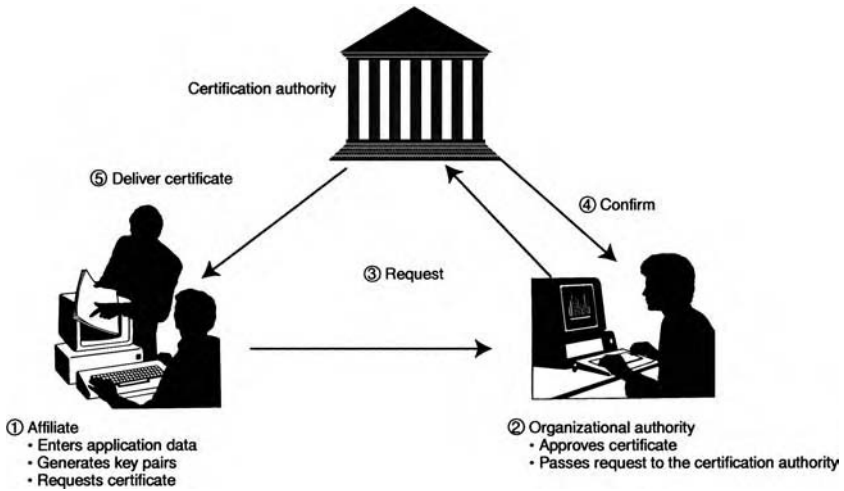 Certification authority
⑤ Deliver certificate
④ Confirm
③ Request
① Affiliate
• Enters application data
• Generates key pairs
• Requests certificate
② Organizational authority
• Approves certificate
• Passes request to the certification authority